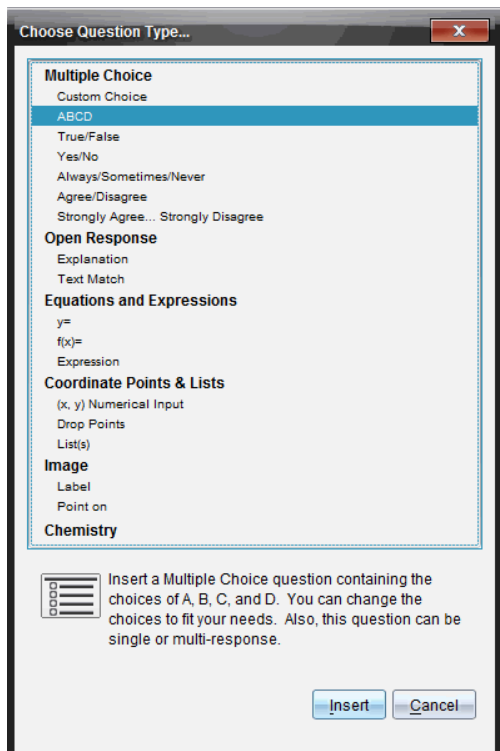 Choose Question Type...
Multiple Choice
Custom Choice
ABCD
True/False
Yes/No
Always/Sometimes/Never
Agree/Disagree
Strongly Agree... Strongly Disagree
Open Response
Explanation
Text Match
Equations and Expressions
y=
f(x)=
Expression
Coordinate Points & Lists
(x, y) Numerical Input
Drop Points
List(s)
Image
Label
Point on
Chemistry
Insert a Multiple Choice question containing the
choices of A, B, C, and D. You can change the
choices to fit your needs. Also, this question can be
single or multi-response.
Insert Cancel